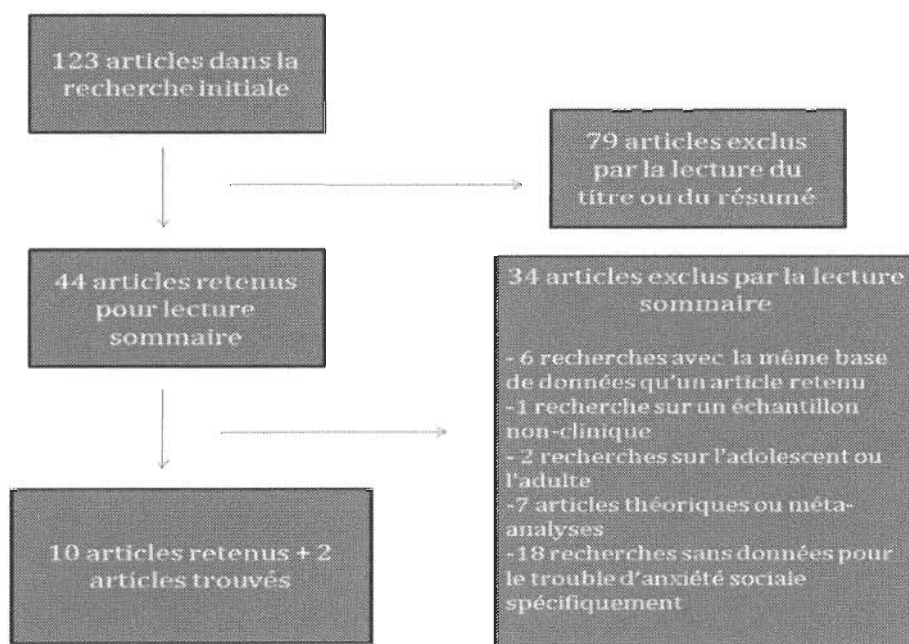 123 articles dans la
recherche initiale
79 articles exclus
par la lecture du
titre ou du résumé
44 articles retenus
pour lecture
sommaire
34 articles exclus par la lecture
sommaire
- 6 recherches avec la même base
de données qu'un article retenu
-1 recherche sur un échantillon
non-clinique
- 2 recherches sur l'adolescent ou
l'adulte
-7 articles théoriques ou méta-
analyses
-18 recherches sans données pour
le trouble d'anxiété sociale
spécifiquement
10 articles retenus + 2
articles trouvés